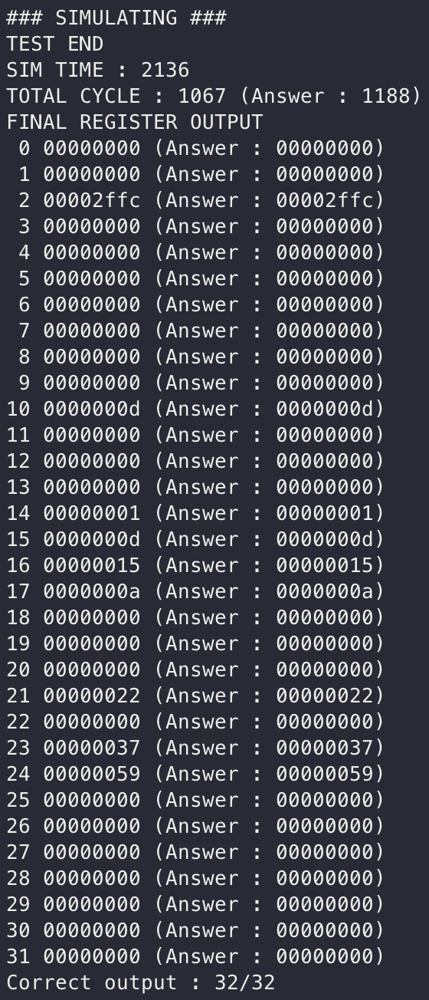 ### SIMULATING ###
TEST END
SIM TIME : 2136
TOTAL CYCLE : 1067 (Answer : 1188)
FINAL REGISTER OUTPUT
 0 00000000 (Answer : 00000000)
 1 00000000 (Answer : 00000000)
 2 00002ffc (Answer : 00002ffc)
 3 00000000 (Answer : 00000000)
 4 00000000 (Answer : 00000000)
 5 00000000 (Answer : 00000000)
 6 00000000 (Answer : 00000000)
 7 00000000 (Answer : 00000000)
 8 00000000 (Answer : 00000000)
 9 00000000 (Answer : 00000000)
10 0000000d (Answer : 0000000d)
11 00000000 (Answer : 00000000)
12 00000000 (Answer : 00000000)
13 00000000 (Answer : 00000000)
14 00000001 (Answer : 00000001)
15 0000000d (Answer : 0000000d)
16 00000015 (Answer : 00000015)
17 0000000a (Answer : 0000000a)
18 00000000 (Answer : 00000000)
19 00000000 (Answer : 00000000)
20 00000000 (Answer : 00000000)
21 00000022 (Answer : 00000022)
22 00000000 (Answer : 00000000)
23 00000037 (Answer : 00000037)
24 00000059 (Answer : 00000059)
25 00000000 (Answer : 00000000)
26 00000000 (Answer : 00000000)
27 00000000 (Answer : 00000000)
28 00000000 (Answer : 00000000)
29 00000000 (Answer : 00000000)
30 00000000 (Answer : 00000000)
31 00000000 (Answer : 00000000)
Correct output : 32/32